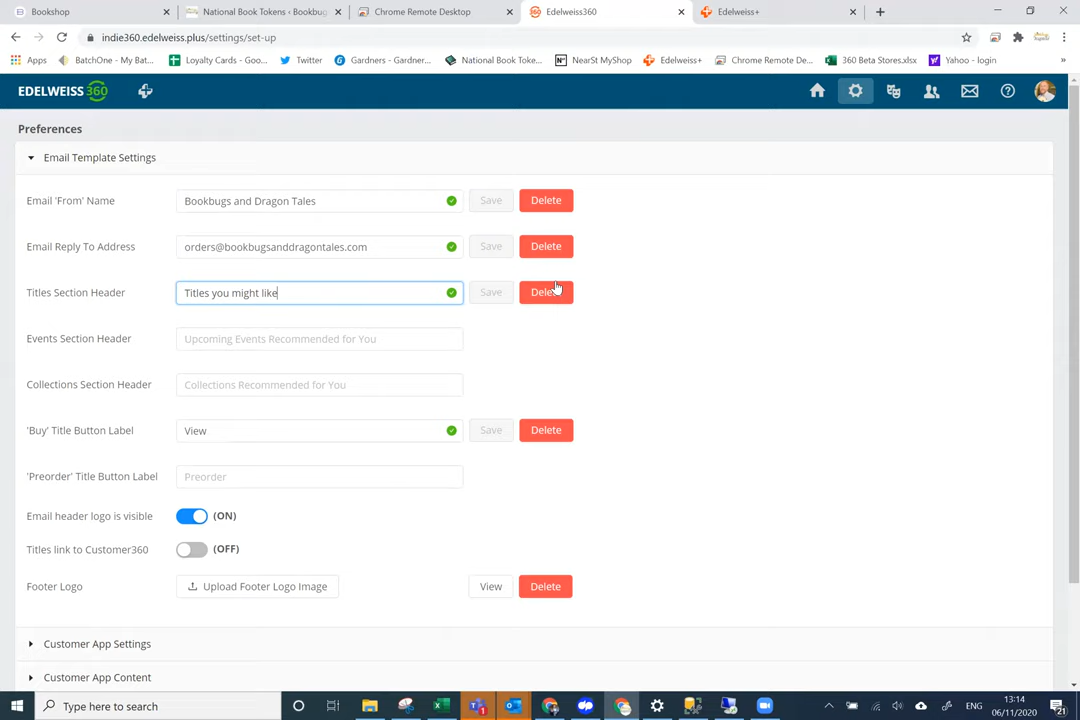 Bookshop
National Book Tokens ‹ Bookbug
Chrome Remote Desktop
Edelweiss360
Edelweiss+
indie360.edelweiss.plus/settings/set-up
Apps
BatchOne - My Bat...
Loyalty Cards - Goo...
Twitter
Gardners - Gardner...
National Book Toke...
NearSt MyShop
Edelweiss+
Chrome Remote De...
360 Beta Stores.xlsx
Yahoo - login
EDELWEISS 360
Preferences
Email Template Settings
Email 'From' Name
Bookbugs and Dragon Tales
Save
Delete
Email Reply To Address
orders@bookbugsanddragontales.com
Save
Delete
Titles Section Header
Titles you might like
Save
Delete
Events Section Header
Upcoming Events Recommended for You
Collections Section Header
Collections Recommended for You
'Buy' Title Button Label
View
Save
Delete
'Preorder' Title Button Label
Preorder
Email header logo is visible
(ON)
Titles link to Customer360
(OFF)
Footer Logo
Upload Footer Logo Image
View
Delete
Customer App Settings
Customer App Content
Type here to search
ENG
13:14
06/11/2020
21